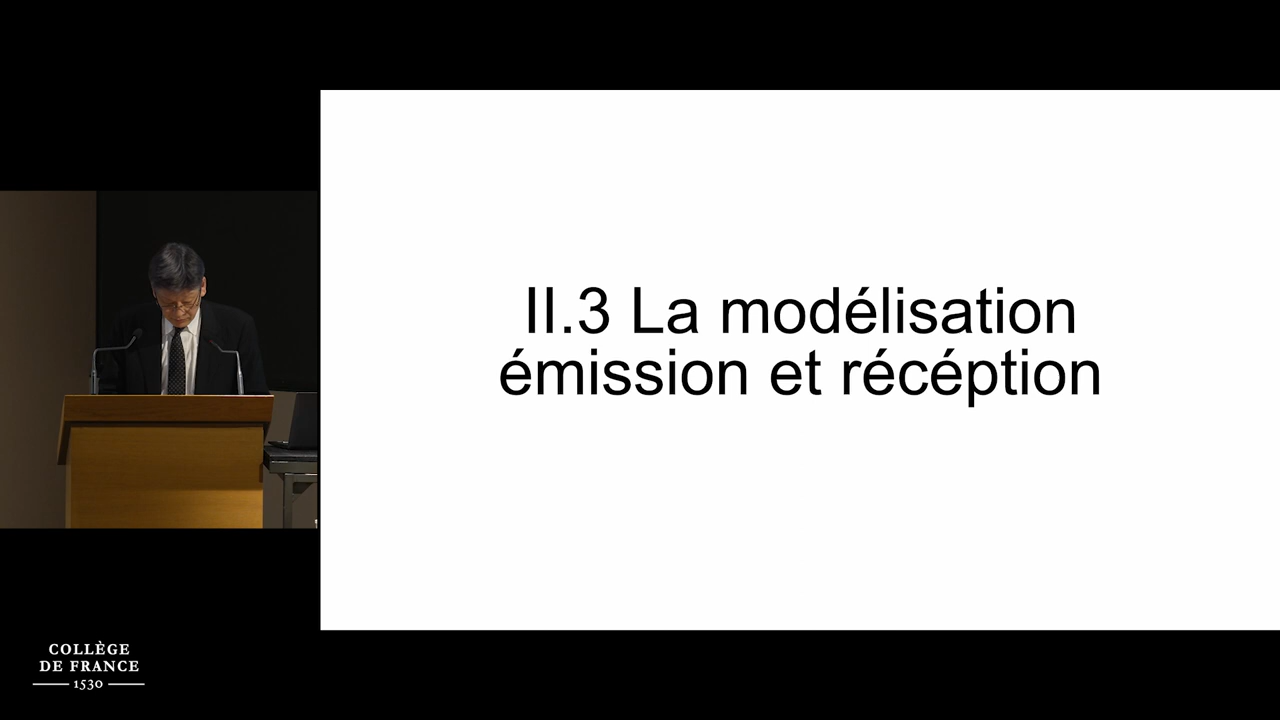 II.3 La modélisation
émission et récéption
COLLÈGE
DE FRANCE
1530